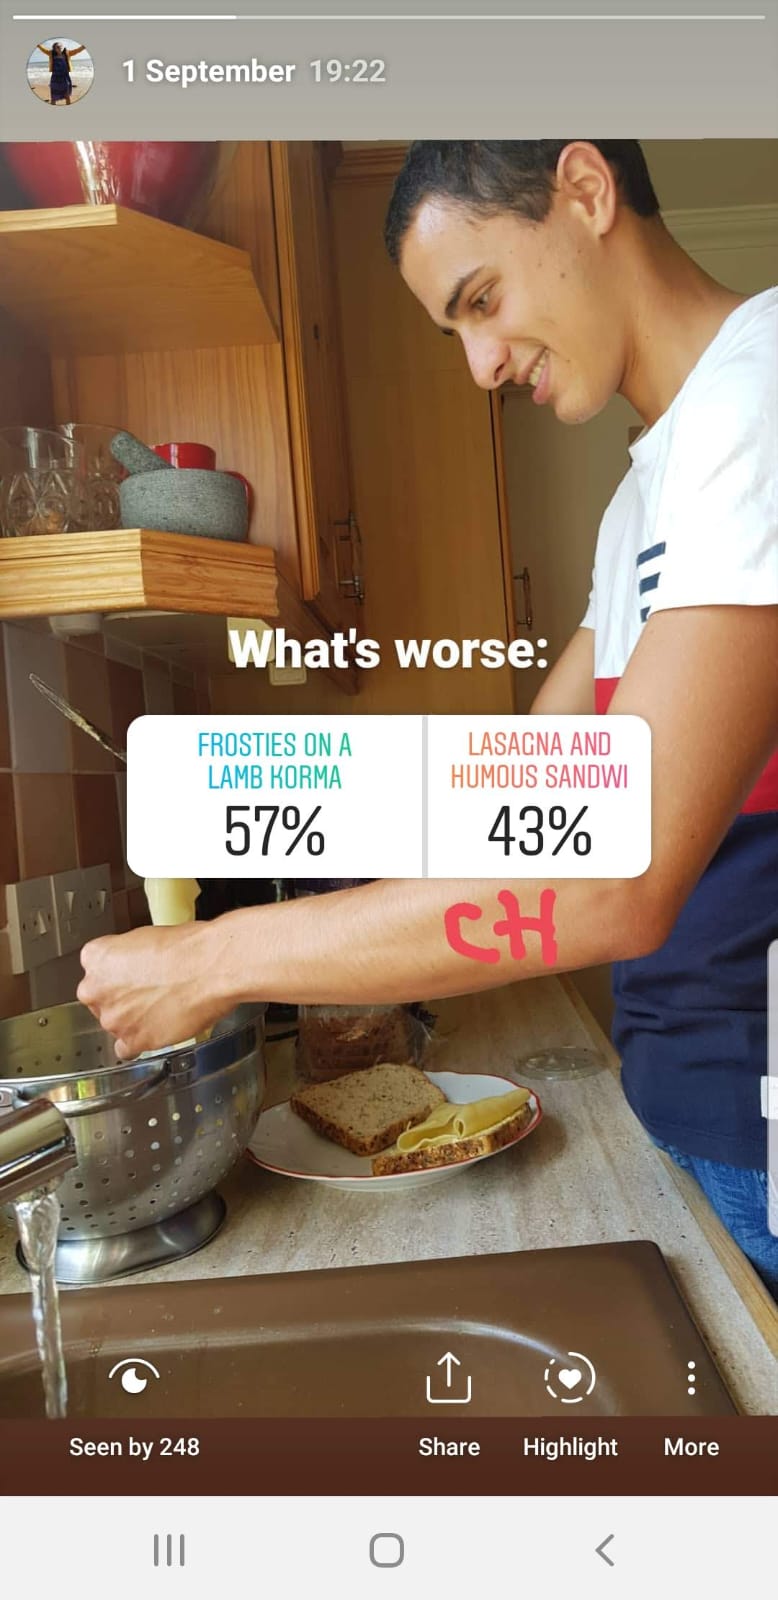 1 September 19:22
What's worse:
FROSTIES ON A
LAMB KORMA
57%
LASAGNA AND
HUMOUS SANDWI
43%
CH
Seen by 248
Share
Highlight
More